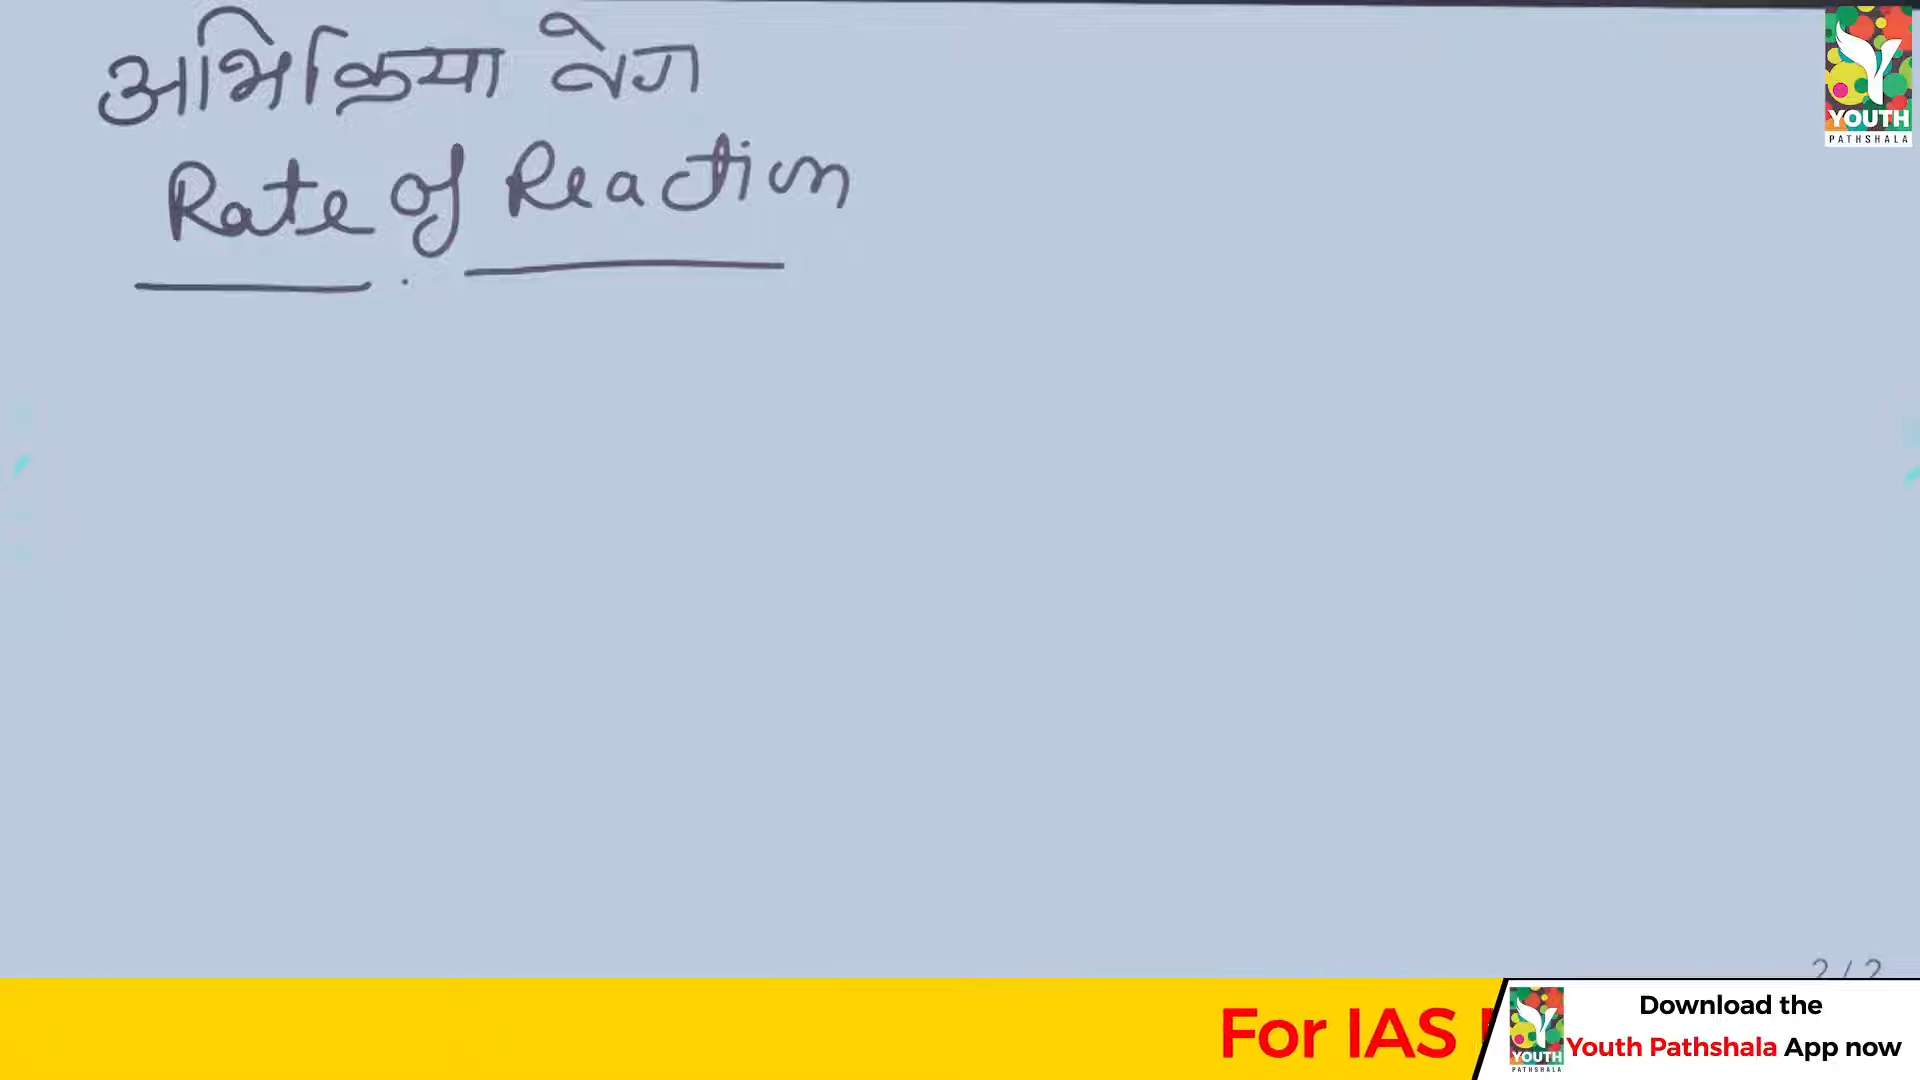 अभिक्रिया वेग
Rate of Reaction
YOUTH
PATHSHALA
2/2
For IAS
YOUTH
PATHSHALA
Download the
Youth Pathshala App now